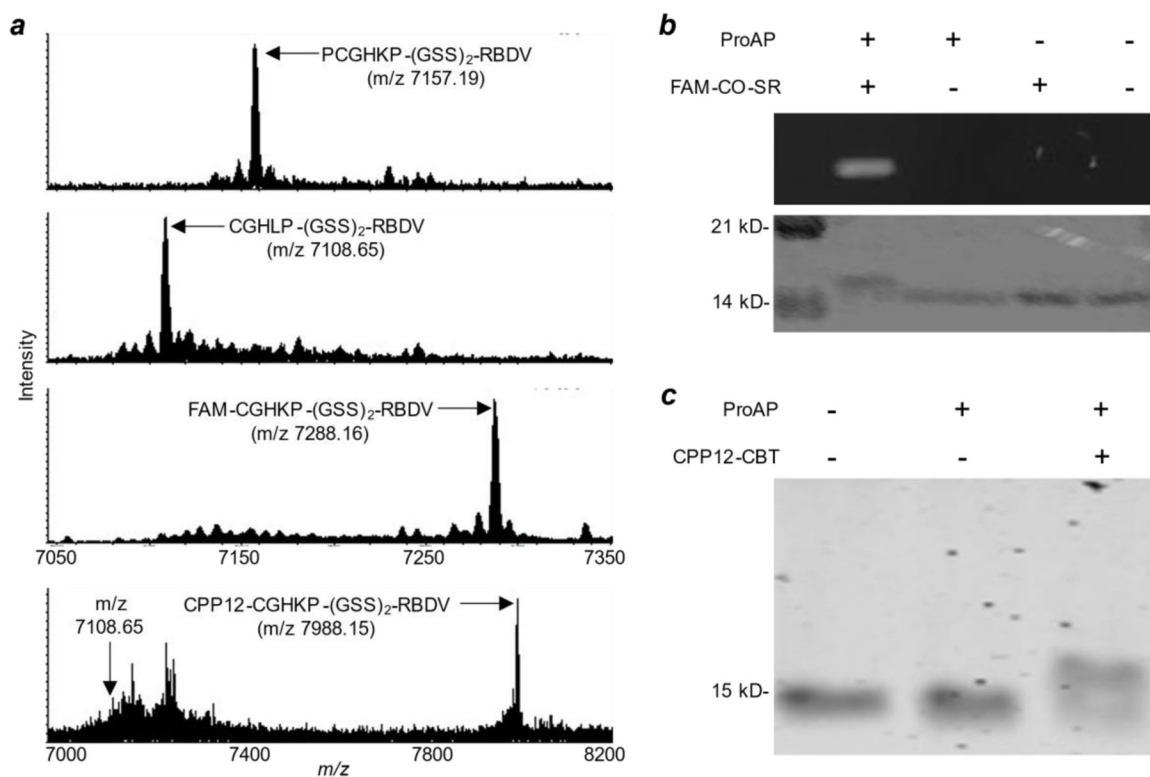 a
PCGHKP-(GSS)2-RBDV
(m/z 7157.19)
CGHLP-(GSS)2-RBDV
(m/z 7108.65)
FAM-CGHKP-(GSS)2-RBDV
(m/z 7288.16)
7050 7150 7250 7350
m/z
7108.65
CPP12-CGHKP-(GSS)2-RBDV
(m/z 7988.15)
7000 7400 7800 8200
m/z
Intensity
b
ProAP + + - -
FAM-CO-SR + - + -
21 kD-
14 kD-
c
ProAP - + +
CPP12-CBT - - +
15 kD-